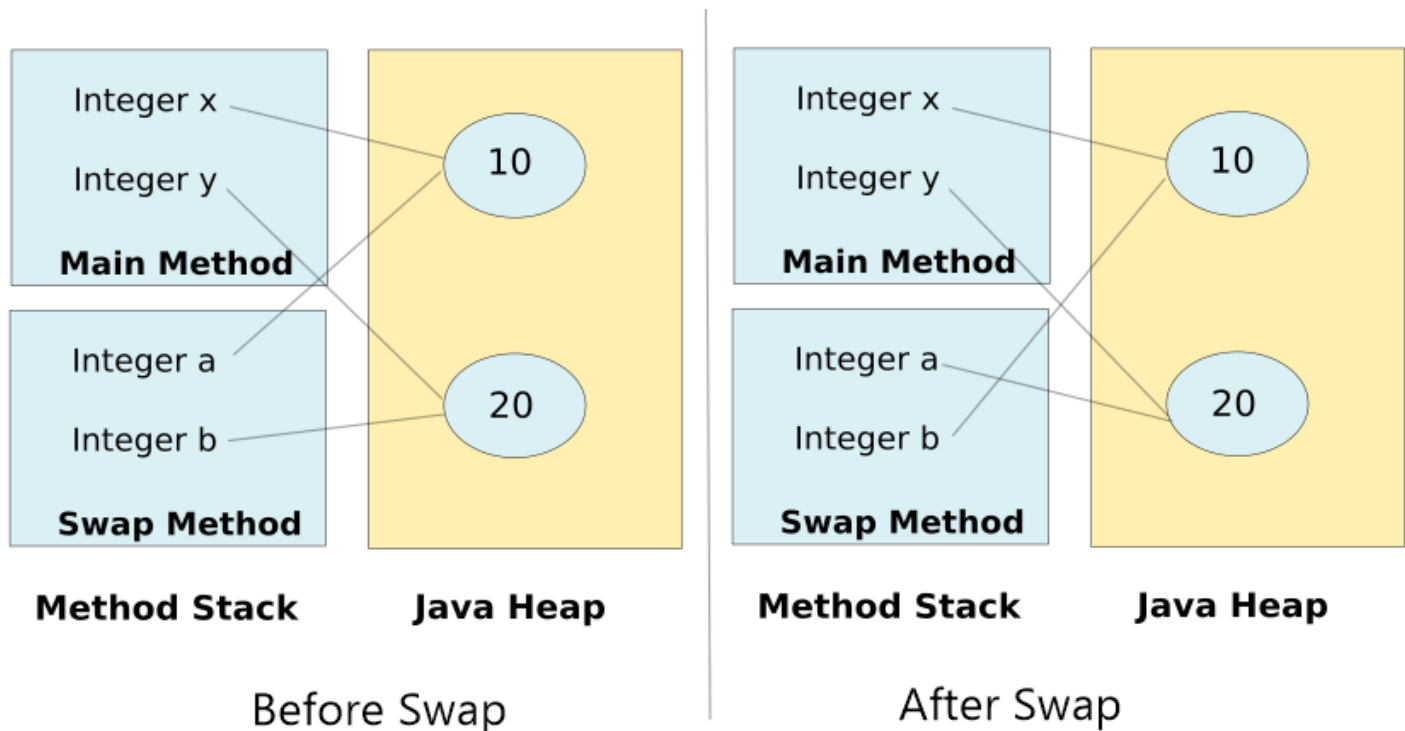 Integer x
10
Integer y
Main Method
Integer a
20
Integer b
Swap Method
Method Stack
Java Heap
Before Swap
Integer x
10
Integer y
Main Method
Integer a
20
Integer b
Swap Method
Method Stack
Java Heap
After Swap